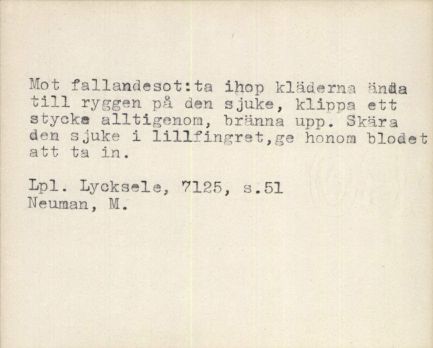 Mot fallandesot:ta ihop kläderna ända
till ryggen på den sjuke, klippa ett
stycke alltigenom, bränna upp. Skära
den sjuke i lillfingret,ge honom blodet
att ta in.
Lpl. Lycksele, 7125, s.51
Neuman, M.